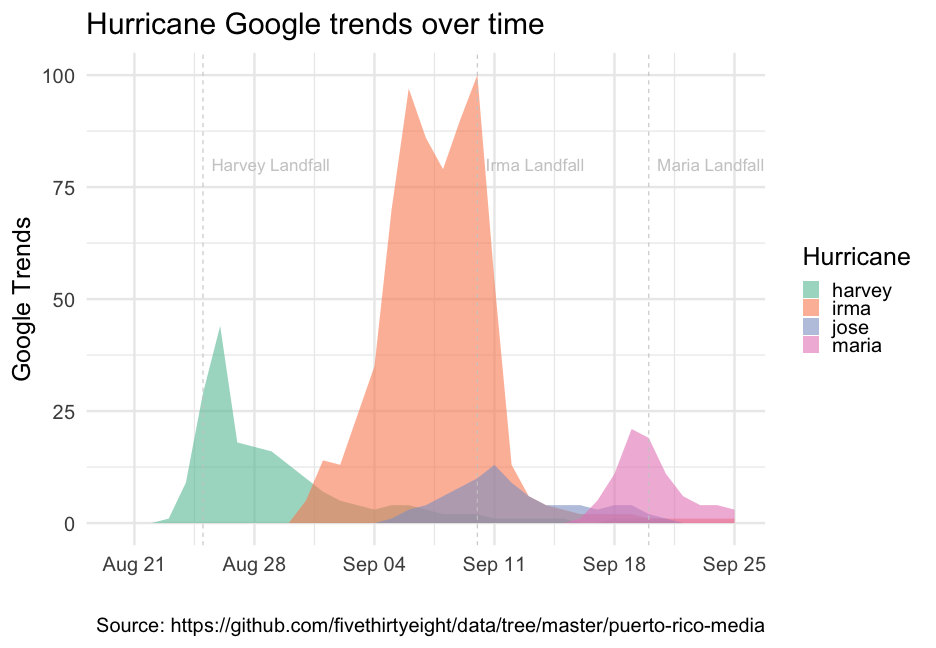 Hurricane Google trends over time
100
75
50
25
0
Google Trends
Harvey Landfall
Irma Landfall
Maria Landfall
Aug 21
Aug 28
Sep 04
Sep 11
Sep 18
Sep 25
Hurricane
harvey
irma
jose
maria
Source: https://github.com/fivethirtyeight/data/tree/master/puerto-rico-media